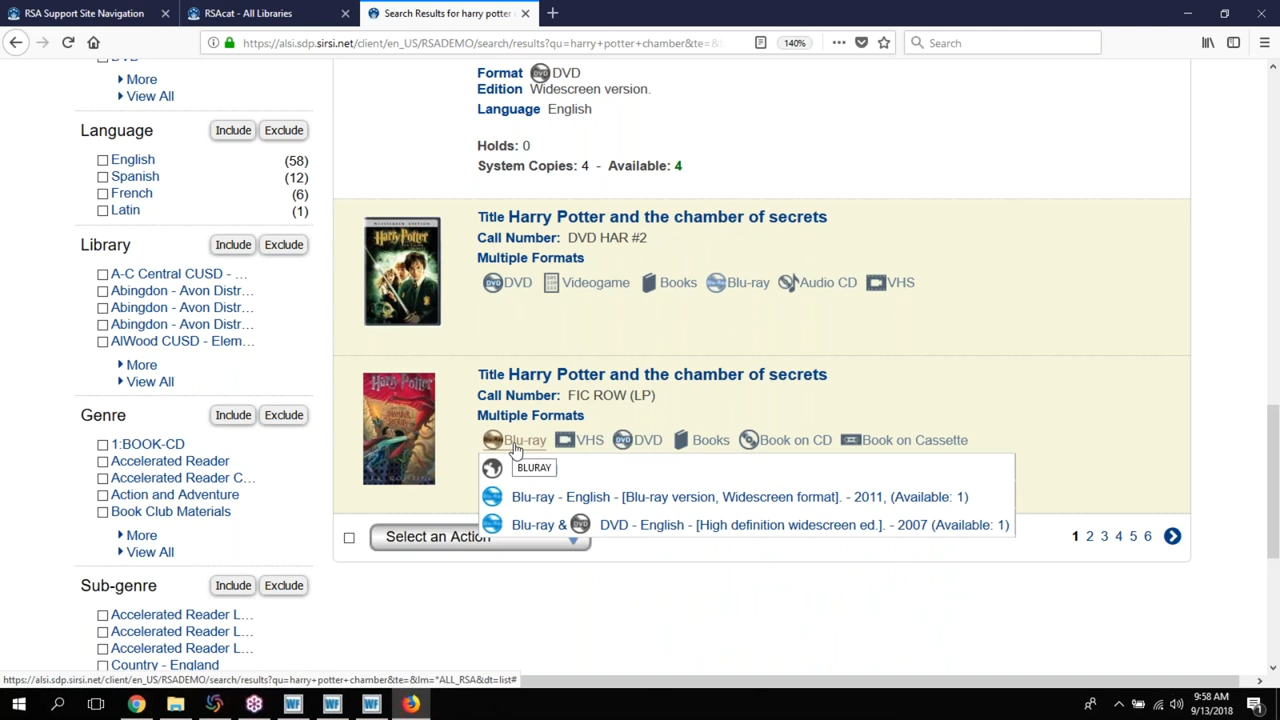 RSA Support Site Navigation
RSAcat - All Libraries
Search Results for harry potter
https://alsi.sdp.sirsi.net/client/en_US/RSADEMO/search/results?qu=harry+potter+chamber&te=&
140%
Search
DVD
More
View All
Language Include Exclude
English (58)
Spanish (12)
French (6)
Latin (1)
Library Include Exclude
A-C Central CUSD - ...
Abingdon - Avon Distr...
Abingdon - Avon Distr...
Abingdon - Avon Distr...
AlWood CUSD - Elem...
More
View All
Genre Include Exclude
1:BOOK-CD
Accelerated Reader
Accelerated Reader C...
Action and Adventure
Book Club Materials
More
View All
Sub-genre Include Exclude
Accelerated Reader L...
Accelerated Reader L...
Accelerated Reader L...
Country - England
Format DVD
Edition Widescreen version.
Language English
Holds: 0
System Copies: 4 - Available: 4
Harry Potter
Title Harry Potter and the chamber of secrets
Call Number: DVD HAR #2
Multiple Formats
DVD Videogame Books Blu-ray Audio CD VHS
Harry Potter
Title Harry Potter and the chamber of secrets
Call Number: FIC ROW (LP)
Multiple Formats
Blu-ray VHS DVD Books Book on CD Book on Cassette
BLURAY
Blu-ray - English - [Blu-ray version, Widescreen format]. - 2011, (Available: 1)
Blu-ray & DVD - English - [High definition widescreen ed.]. - 2007 (Available: 1)
Select an Action
1 2 3 4 5 6
https://alsi.sdp.sirsi.net/client/en_US/RSADEMO/search/results?qu=harry+potter+chamber&te=&lm=*ALL_RSA&dt=list#
9:58 AM
9/13/2018